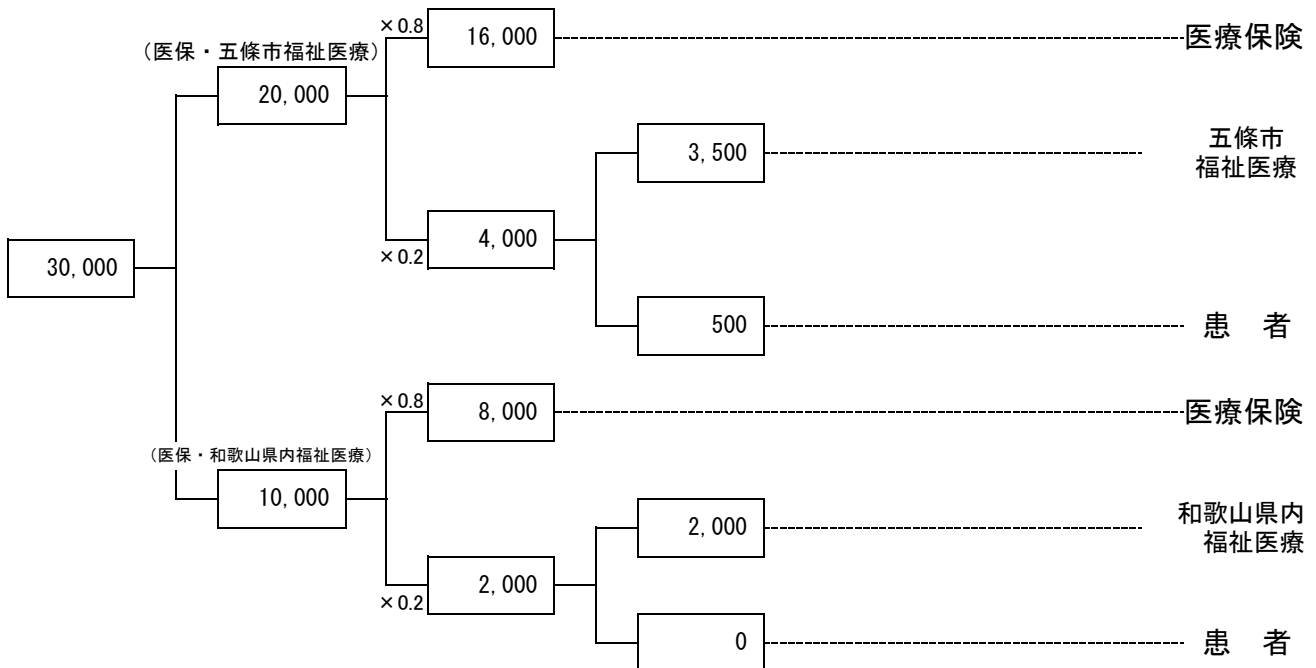 ×0.8
16,000
医療保険
(医保・五條市福祉医療)
20,000
3,500
五條市
福祉医療
×0.2
4,000
30,000
500
患 者
×0.8
8,000
医療保険
(医保・和歌山県内福祉医療)
10,000
2,000
和歌山県内
福祉医療
×0.2
2,000
0
患 者